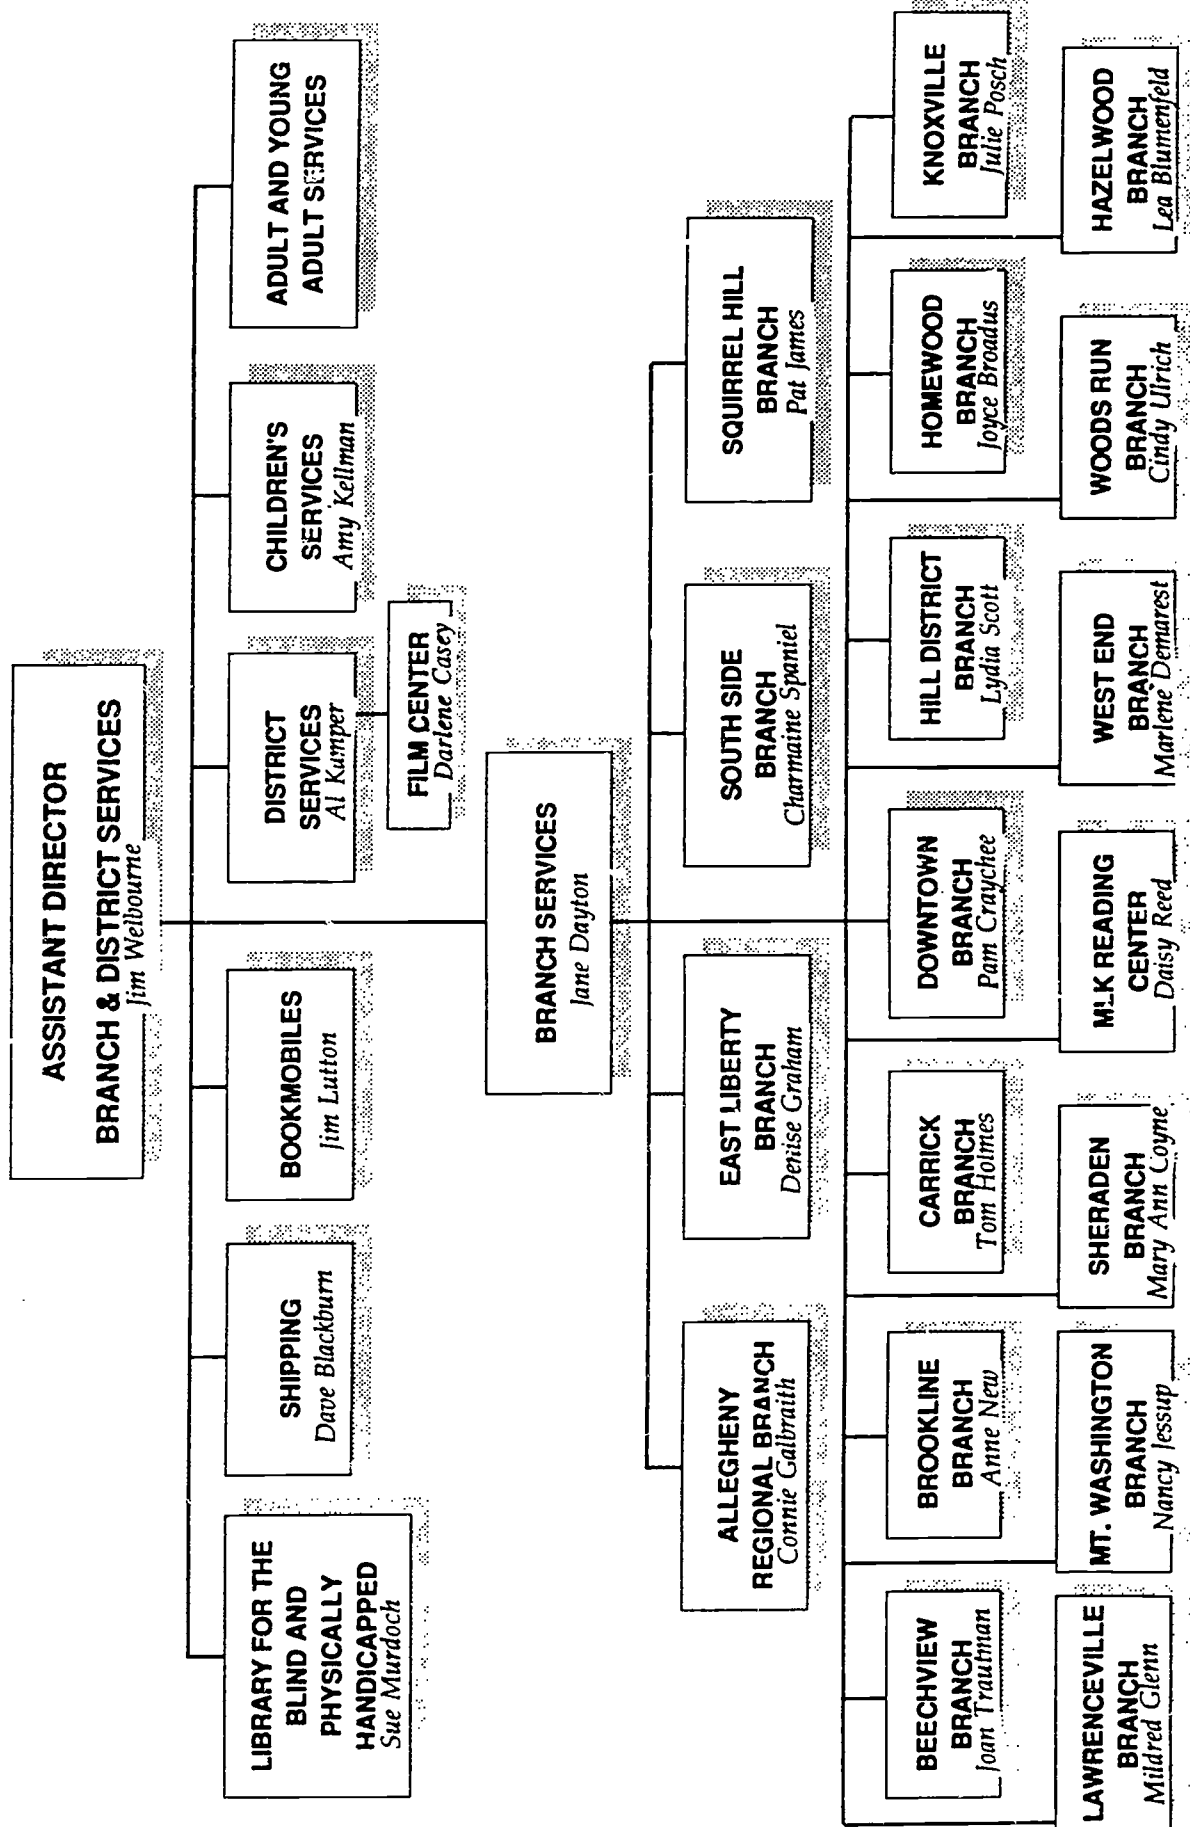 ASSISTANT DIRECTOR
BRANCH & DISTRICT SERVICES
Jim Welbourne
LIBRARY FOR THE
BLIND AND
PHYSICALLY
HANDICAPPED
Sue Murdoch
SHIPPING
Dave Blackburn
BOOKMOBILES
Jim Lutton
DISTRICT
SERVICES
Al Kumper
FILM CENTER
Darlene Casey
CHILDREN'S
SERVICES
Amy Kellman
ADULT AND YOUNG
ADULT SERVICES
BRANCH SERVICES
Jane Dayton
ALLEGHENY
REGIONAL BRANCH
Connie Galbraith
EAST LIBERTY
BRANCH
Denise Graham
SOUTH SIDE
BRANCH
Charmaine Spaniel
SQUIRREL HILL
BRANCH
Pat James
BEECHVIEW
BRANCH
Joan Trautman
BROOKLINE
BRANCH
Anne New
CARRICK
BRANCH
Tom Holmes
DOWNTOWN
BRANCH
Pam Craychee
HILL DISTRICT
BRANCH
Lydia Scott
HOMEWOOD
BRANCH
Joyce Broadus
KNOXVILLE
BRANCH
Julie Posch
LAWRENCEVILLE
BRANCH
Mildred Glenn
MT. WASHINGTON
BRANCH
Nancy Jessup
SHERADEN
BRANCH
Mary Ann Coyne
MLK READING
CENTER
Daisy Reed
WEST END
BRANCH
Marlene Demarest
WOODS RUN
BRANCH
Cindy Ulrich
HAZELWOOD
BRANCH
Lea Blumenfeld